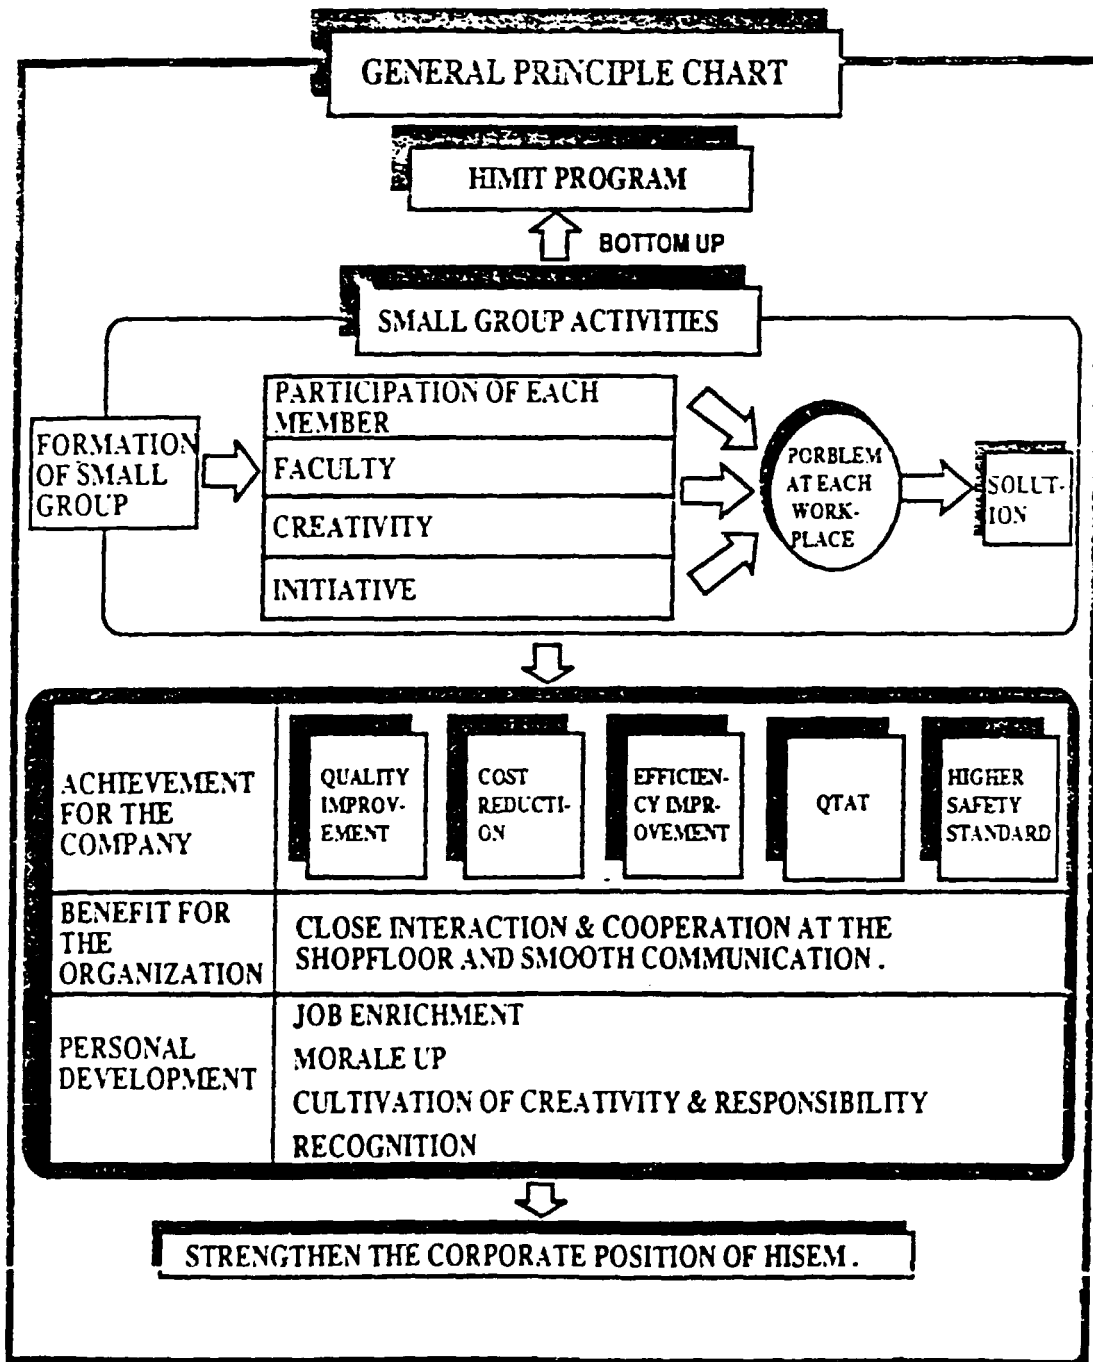 GENERAL PRINCIPLE CHART
HIMIT PROGRAM
BOTTOM UP
SMALL GROUP ACTIVITIES
FORMATION
OF SMALL
GROUP
PARTICIPATION OF EACH
MEMBER
FACULTY
CREATIVITY
INITIATIVE
PORBLEM
AT EACH
WORK-
PLACE
SOLUT-
ION
ACHIEVEMENT
FOR THE
COMPANY
QUALITY
IMPROV-
EMENT
COST
REDUCTI-
ON
EFFICIEN-
CY IMPR-
OVEMENT
QTAT
HIGHER
SAFETY
STANDARD
BENEFIT FOR
THE
ORGANIZATION
CLOSE INTERACTION & COOPERATION AT THE
SHOPFLOOR AND SMOOTH COMMUNICATION .
PERSONAL
DEVELOPMENT
JOB ENRICHMENT
MORALE UP
CULTIVATION OF CREATIVITY & RESPONSIBILITY
RECOGNITION
STRENGTHEN THE CORPORATE POSITION OF HISEM .